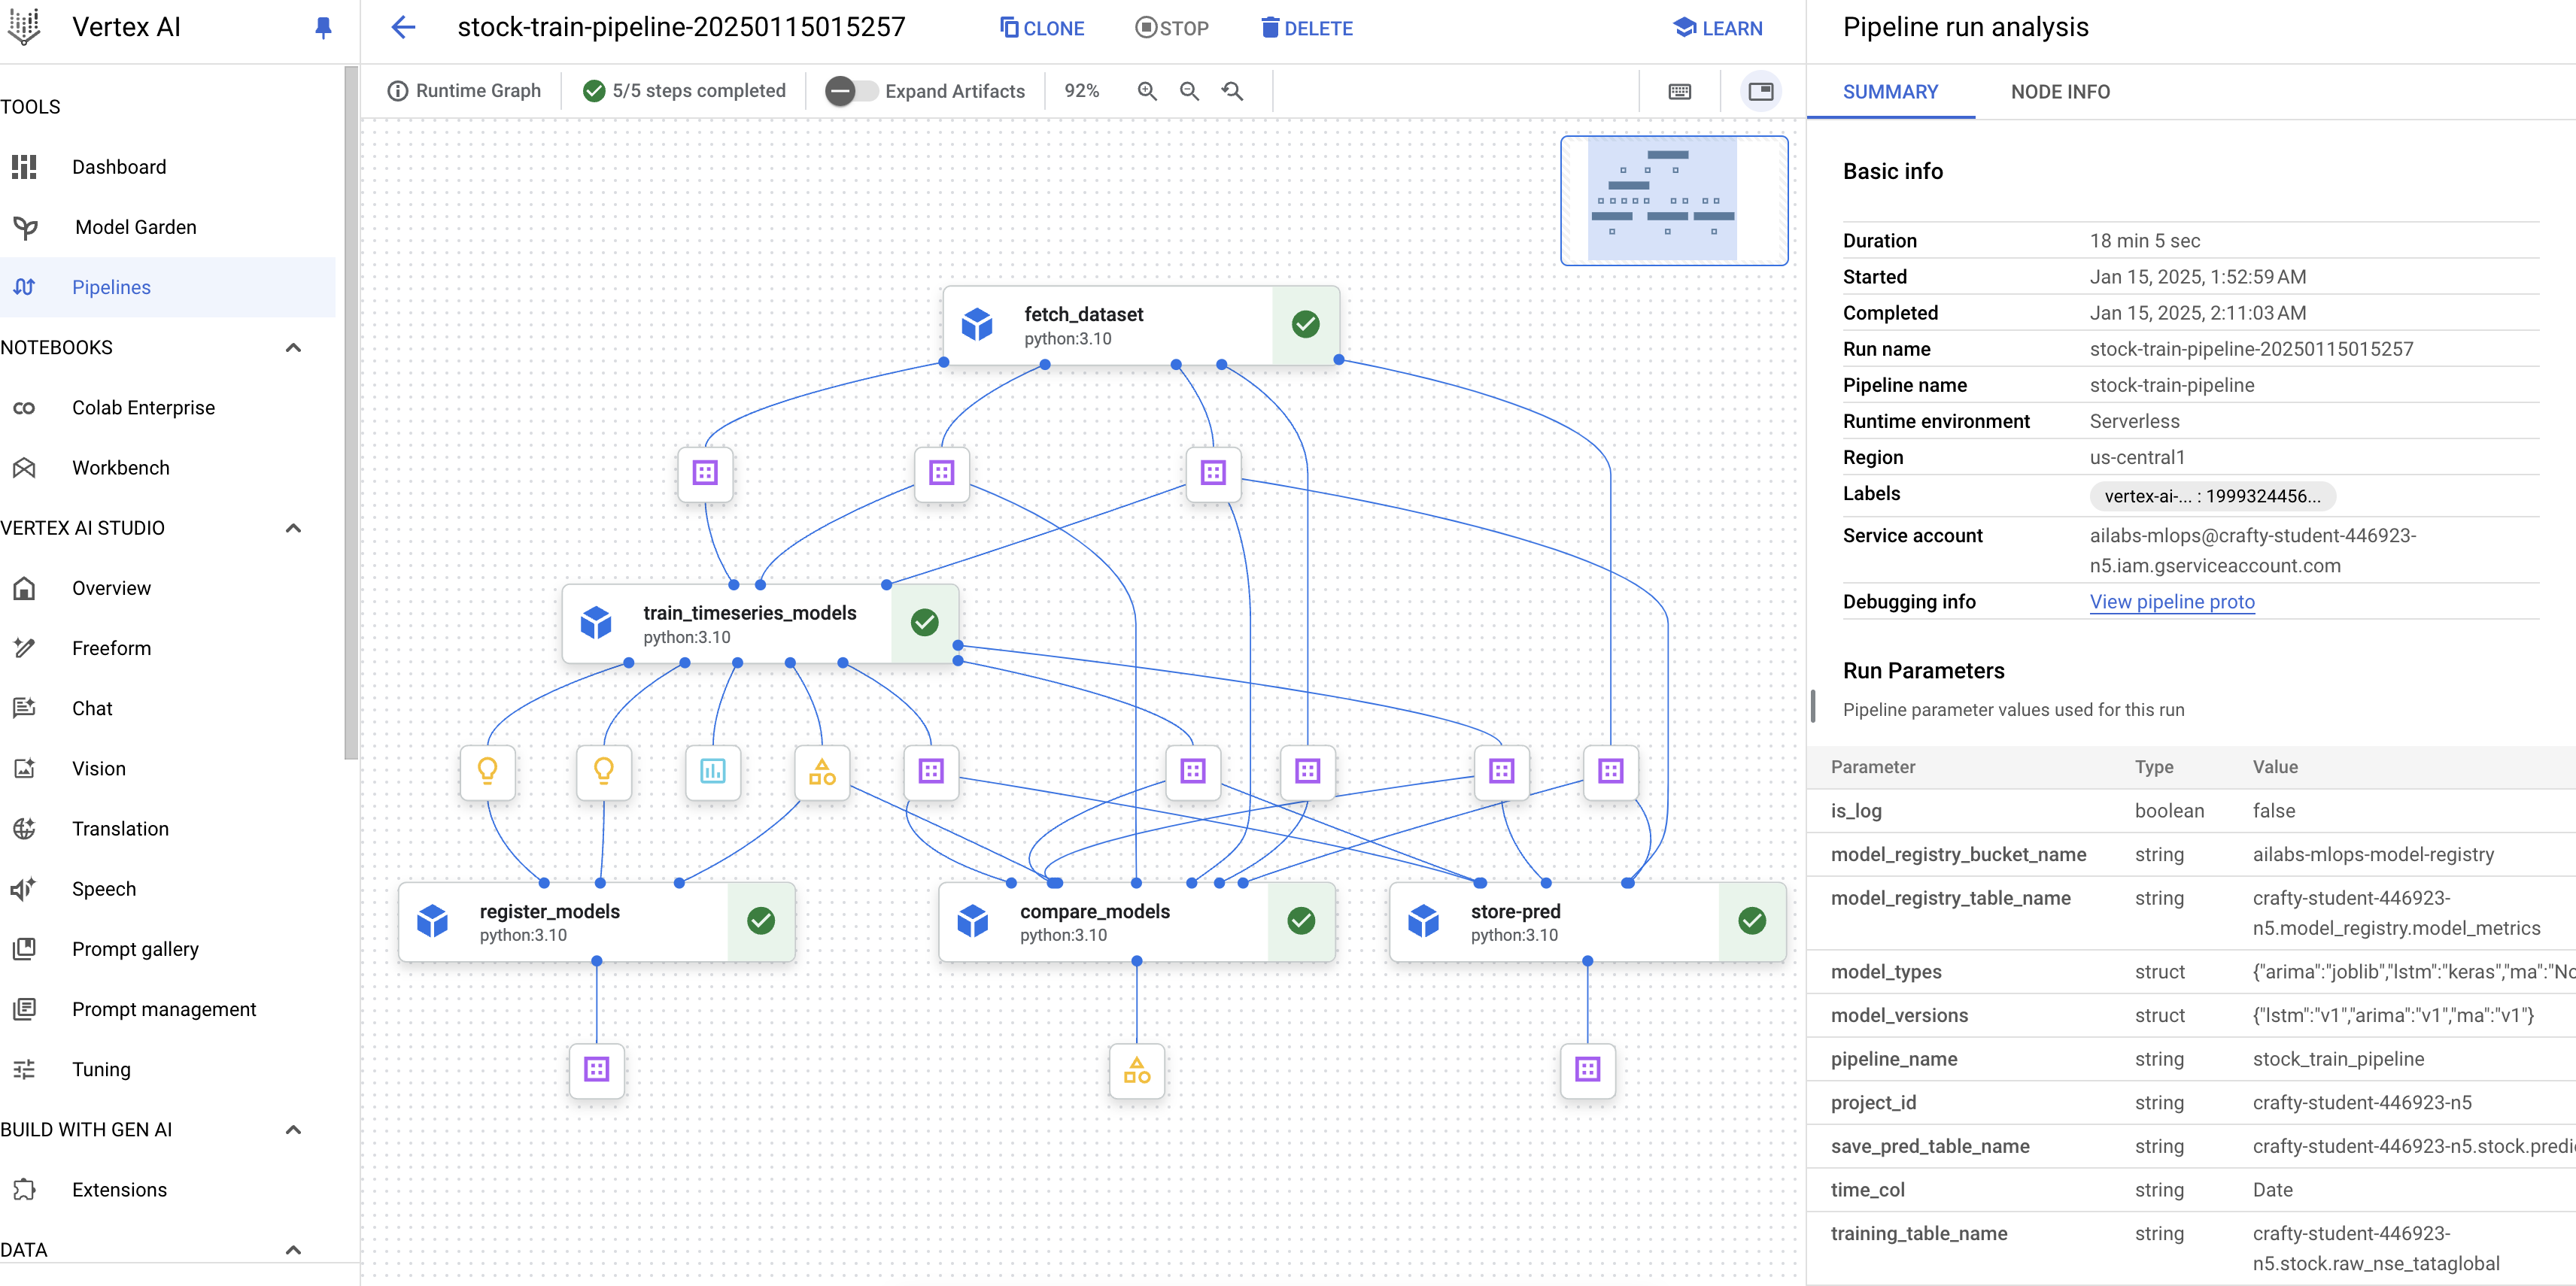 Vertex AI
TOOLS
Dashboard
Model Garden
Pipelines
NOTEBOOKS
Colab Enterprise
Workbench
VERTEX AI STUDIO
Overview
Freeform
Chat
Vision
Translation
Speech
Prompt gallery
Prompt management
Tuning
BUILD WITH GEN AI
Extensions
DATA
stock-train-pipeline-20250115015257
CLONE
STOP
DELETE
LEARN
Runtime Graph
5/5 steps completed
Expand Artifacts
92%
fetch_dataset
python:3.10
train_timeseries_models
python:3.10
register_models
python:3.10
compare_models
python:3.10
store-pred
python:3.10
Pipeline run analysis
SUMMARY
NODE INFO
Basic info
Duration 18 min 5 sec
Started Jan 15, 2025, 1:52:59 AM
Completed Jan 15, 2025, 2:11:03 AM
Run name stock-train-pipeline-20250115015257
Pipeline name stock-train-pipeline
Runtime environment Serverless
Region us-central1
Labels vertex-ai-... : 1999324456...
Service account ailabs-mlops@crafty-student-446923-
n5.iam.gserviceaccount.com
Debugging info View pipeline proto
Run Parameters
Pipeline parameter values used for this run
Parameter Type Value
is_log boolean false
model_registry_bucket_name string ailabs-mlops-model-registry
model_registry_table_name string crafty-student-446923-
n5.model_registry.model_metrics
model_types struct {"arima":"joblib","lstm":"keras","ma":"No
model_versions struct {"lstm":"v1","arima":"v1","ma":"v1"}
pipeline_name string stock_train_pipeline
project_id string crafty-student-446923-n5
save_pred_table_name string crafty-student-446923-n5.stock.predi
time_col string Date
training_table_name string crafty-student-446923-
n5.stock.raw_nse_tataglobal